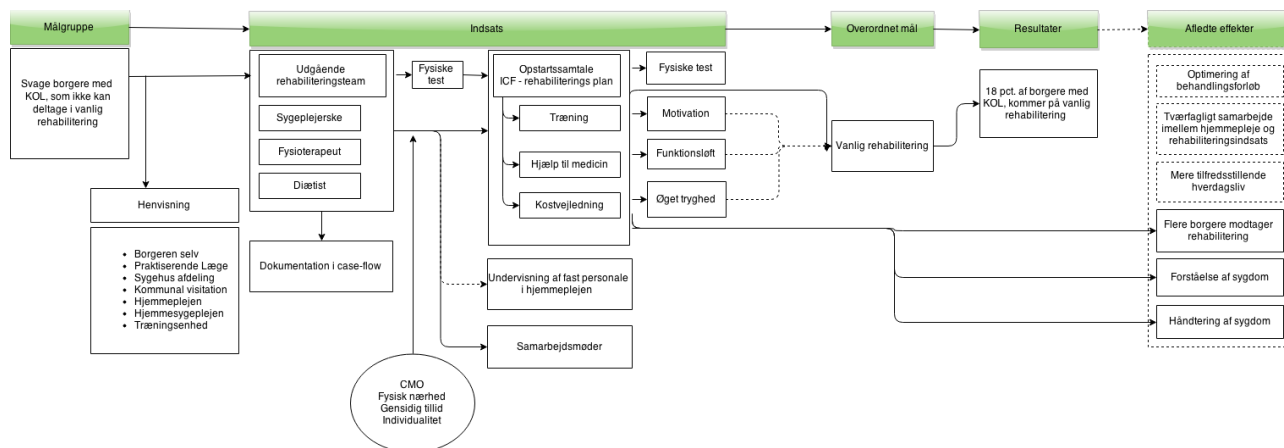 Målgruppe
Indsats
Overordnet mål
Resultater
Afledte effekter
Svage borgere med
KOL, som ikke kan
deltage i vanlig
rehabilitering
Henvisning
Borgeren selv
Praktiserende Læge
Sygehus afdeling
Kommunal visitation
Hjemmeplejen
Hjemmesygeplejen
Træningsenhed
Udgående
rehabiliteringsteam
Sygeplejerske
Fysioterapeut
Diætist
Dokumentation i case-flow
Fysiske
test
CMO
Fysisk nærhed
Gensidig tillid
Individualitet
Opstartssamtale
ICF - rehabiliterings plan
Træning
Hjælp til medicin
Kostvejledning
Undervisning af fast personale
i hjemmeplejen
Samarbejdsmøder
Fysiske test
Motivation
Funktionsløft
Øget tryghed
Vanlig rehabilitering
18 pct. af borgere med
KOL, kommer på vanlig
rehabilitering
Optimering af
behandlingsforløb
Tværfagligt samarbejde
imellem hjemmepleje og
rehabiliteringsindsats
Mere tilfredsstillende
hverdagsliv
Flere borgere modtager
rehabilitering
Forståelse af sygdom
Håndtering af sygdom